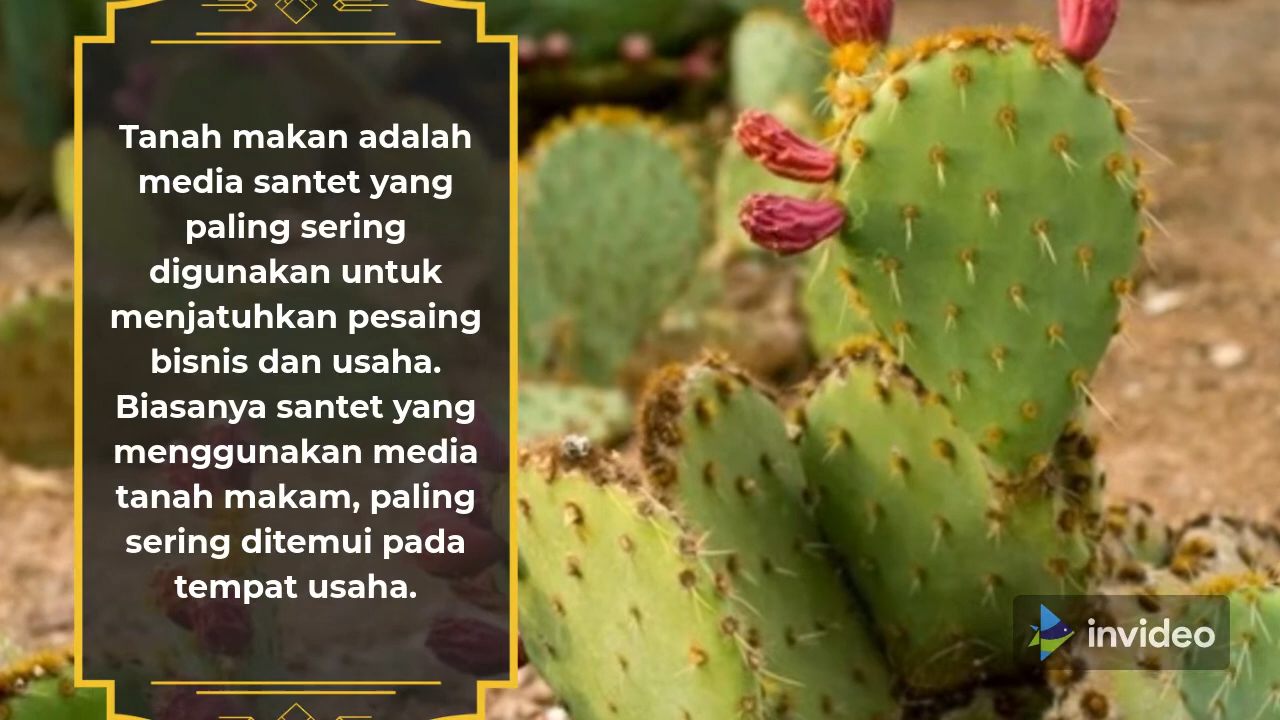 Tanah makan adalah
media santet yang
paling sering
digunakan untuk
menjatuhkan pesaing
bisnis dan usaha.
Biasanya santet yang
menggunakan media
tanah makam, paling
sering ditemui pada
tempat usaha.
invideo